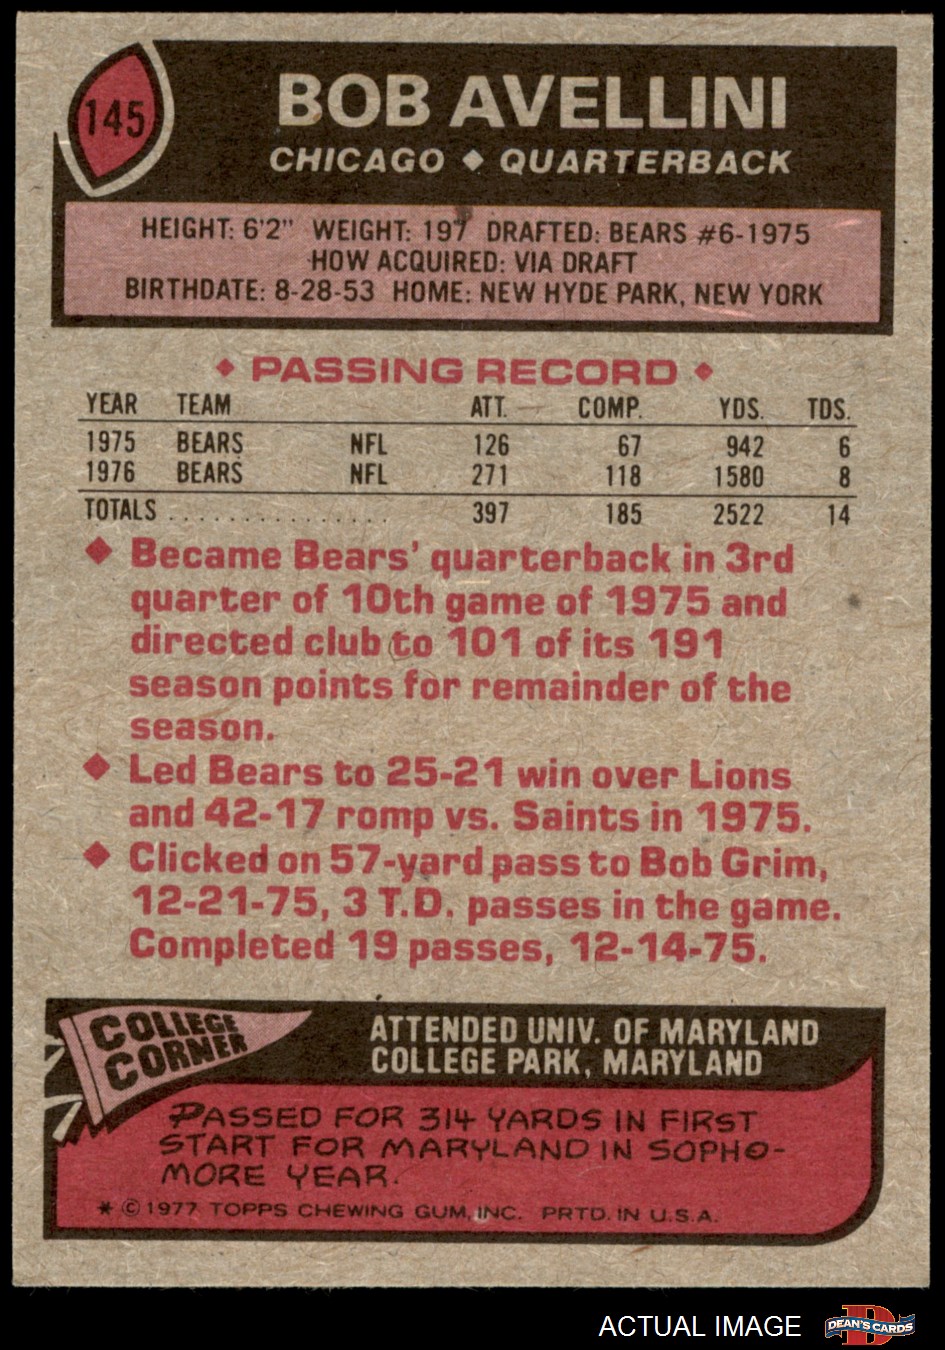 145
BOB AVELLINI
CHICAGO ◆ QUARTERBACK
HEIGHT: 6'2" WEIGHT: 197 DRAFTED: BEARS #6-1975
HOW ACQUIRED: VIA DRAFT
BIRTHDATE: 8-28-53 HOME: NEW HYDE PARK, NEW YORK
◆ PASSING RECORD ◆
YEAR TEAM ATT. COMP. YDS. TDS.
1975 BEARS NFL 126 67 942 6
1976 BEARS NFL 271 118 1580 8
TOTALS . . . . . . . . . . . . . . . 397 185 2522 14
◆ Became Bears' quarterback in 3rd
quarter of 10th game of 1975 and
directed club to 101 of its 191
season points for remainder of the
season.
◆ Led Bears to 25-21 win over Lions
and 42-17 romp vs. Saints in 1975.
◆ Clicked on 57-yard pass to Bob Grim,
12-21-75, 3 T.D. passes in the game.
Completed 19 passes, 12-14-75.
COLLEGE
CORNER
ATTENDED UNIV. OF MARYLAND
COLLEGE PARK, MARYLAND
PASSED FOR 314 YARDS IN FIRST
START FOR MARYLAND IN SOPHO-
MORE YEAR.
* © 1977 TOPPS CHEWING GUM, INC. PRTD. IN U.S.A.
ACTUAL IMAGE
D
DEAN'S CARDS